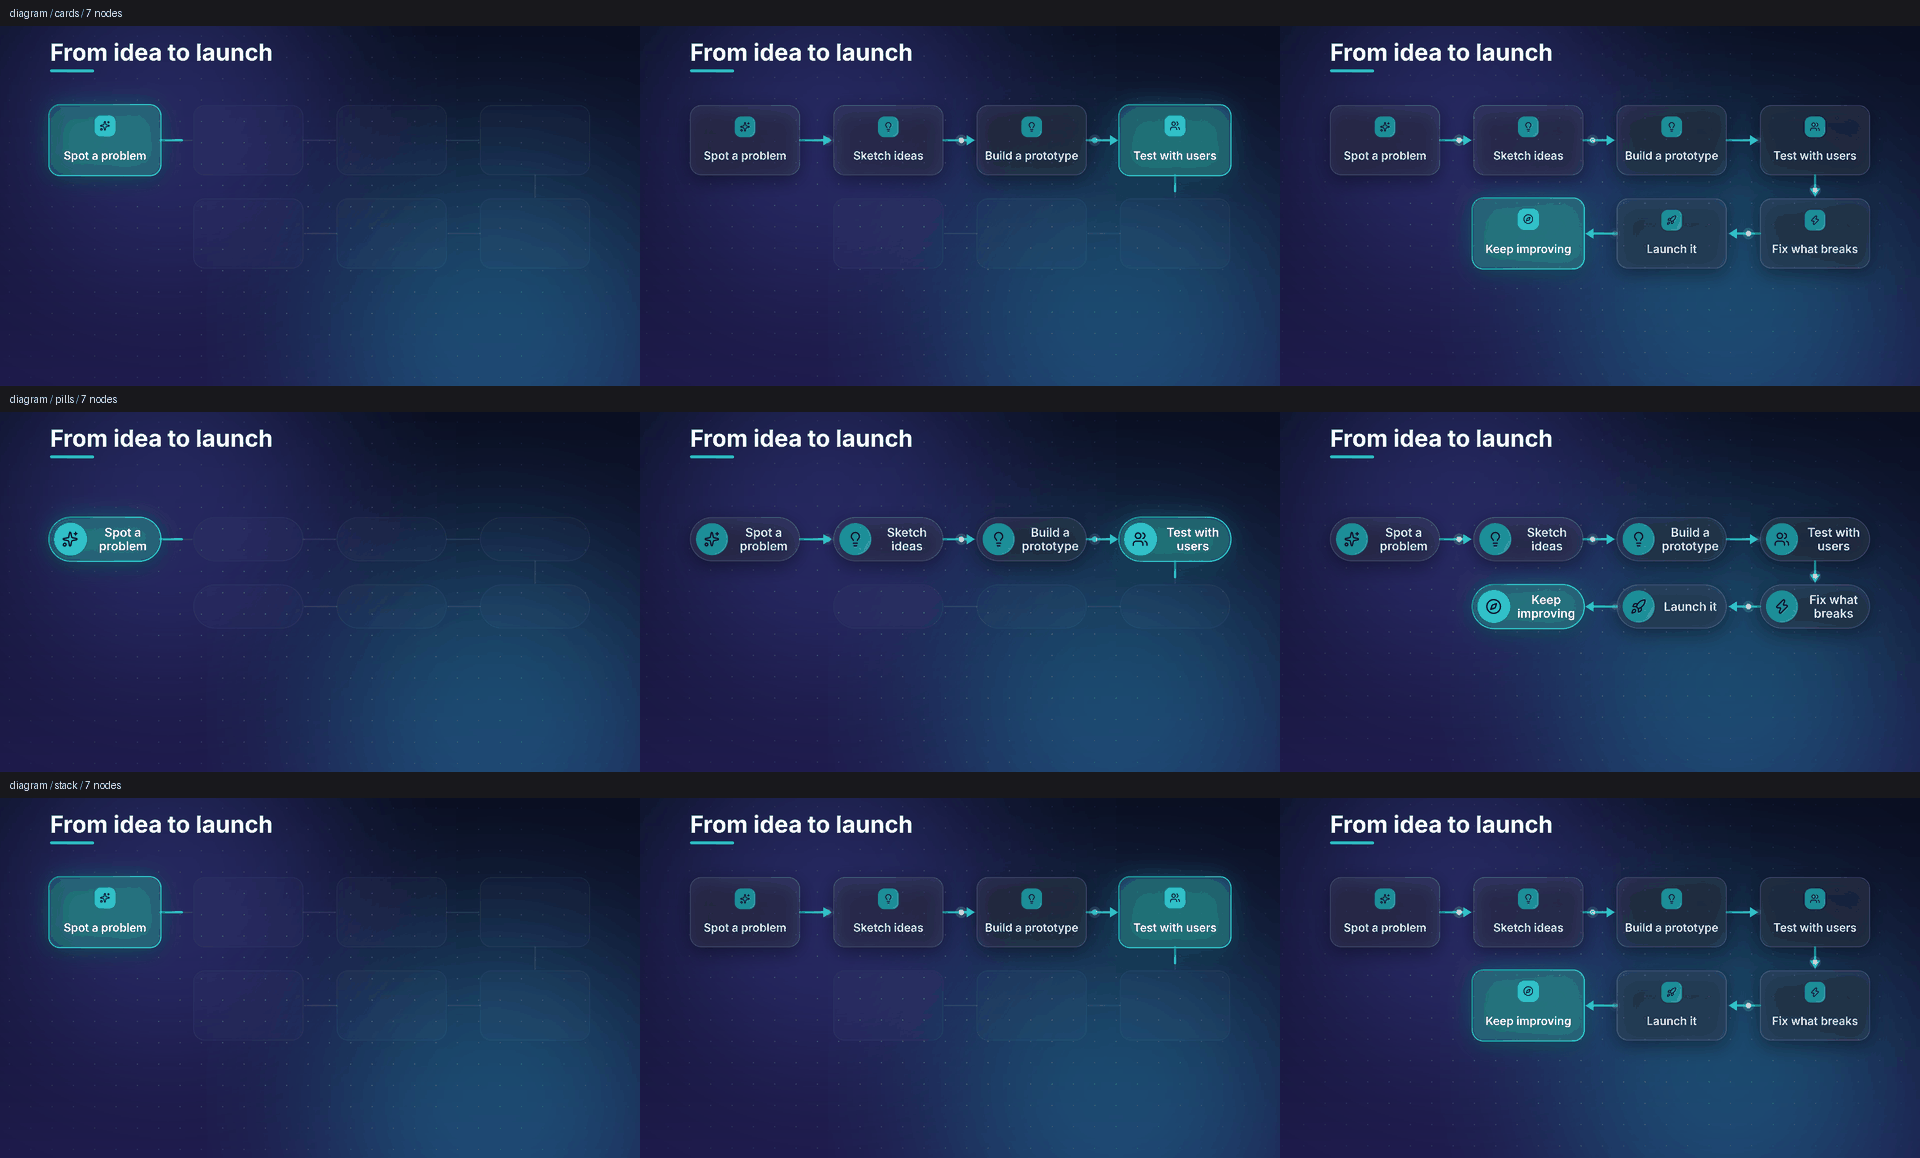 diagram / cards / 7 nodes
From idea to launch
Spot a problem
From idea to launch
Spot a problem
Sketch ideas
Build a prototype
Test with users
From idea to launch
Spot a problem
Sketch ideas
Build a prototype
Test with users
Keep improving
Launch it
Fix what breaks
diagram / pills / 7 nodes
From idea to launch
Spot a
problem
From idea to launch
Spot a
problem
Sketch
ideas
Build a
prototype
Test with
users
From idea to launch
Spot a
problem
Sketch
ideas
Build a
prototype
Test with
users
Keep
improving
Launch it
Fix what
breaks
diagram / stack / 7 nodes
From idea to launch
Spot a problem
From idea to launch
Spot a problem
Sketch ideas
Build a prototype
Test with users
From idea to launch
Spot a problem
Sketch ideas
Build a prototype
Test with users
Keep improving
Launch it
Fix what breaks